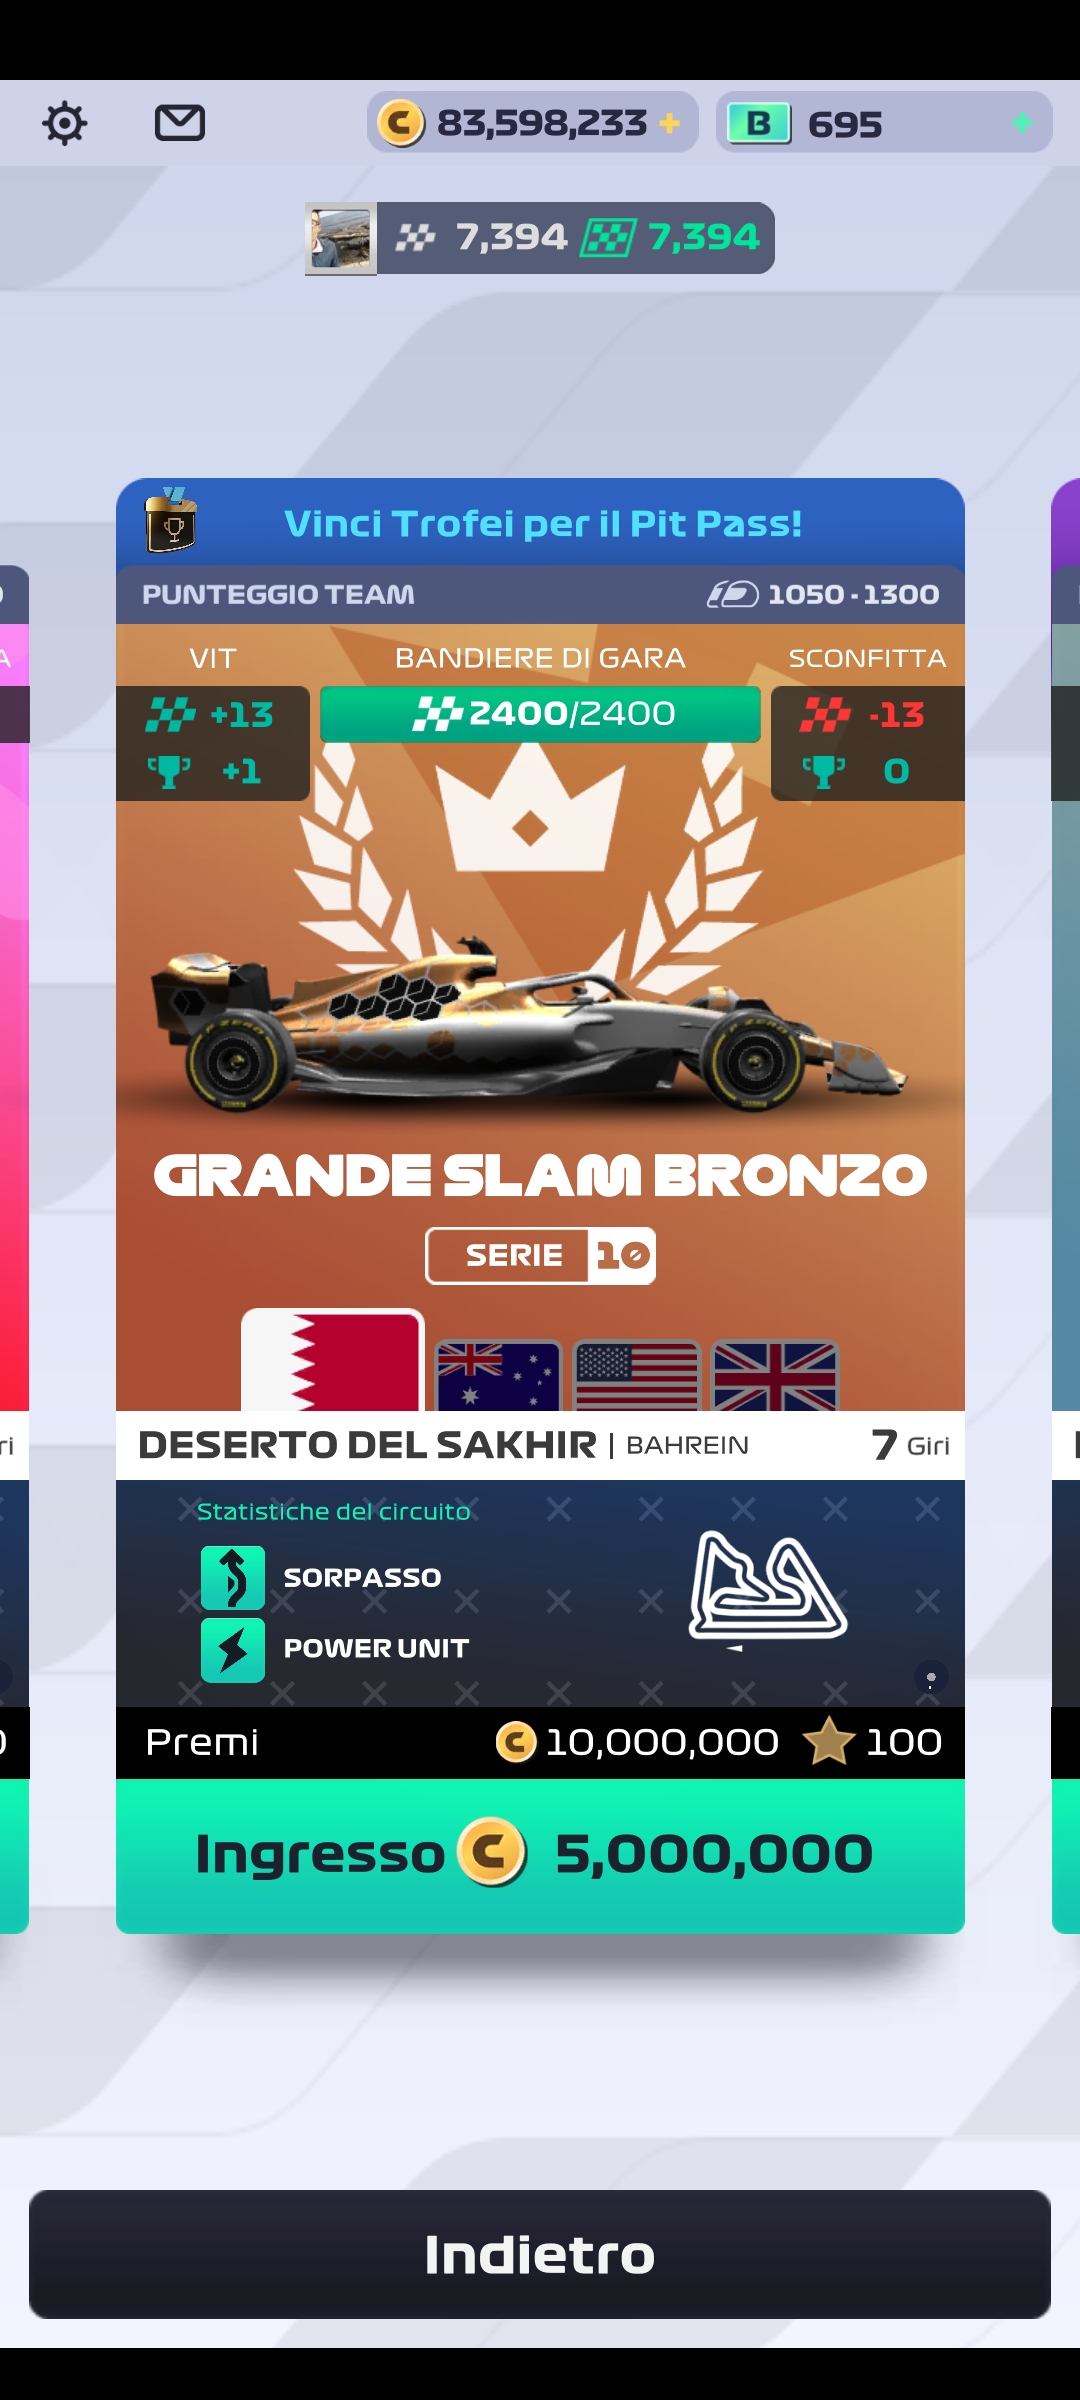 83,598,233
B 695
7,394 7,394
Vinci Trofei per il Pit Pass!
PUNTEGGIO TEAM 1050 - 1300
VIT BANDIERE DI GARA SCONFITTA
+13 2400/2400 -13
+1 0
GRANDE SLAM BRONZO
SERIE 10
DESERTO DEL SAKHIR | BAHREIN 7 Giri
Statistiche del circuito
SORPASSO
POWER UNIT
Premi C 10,000,000 100
Ingresso C 5,000,000
Indietro